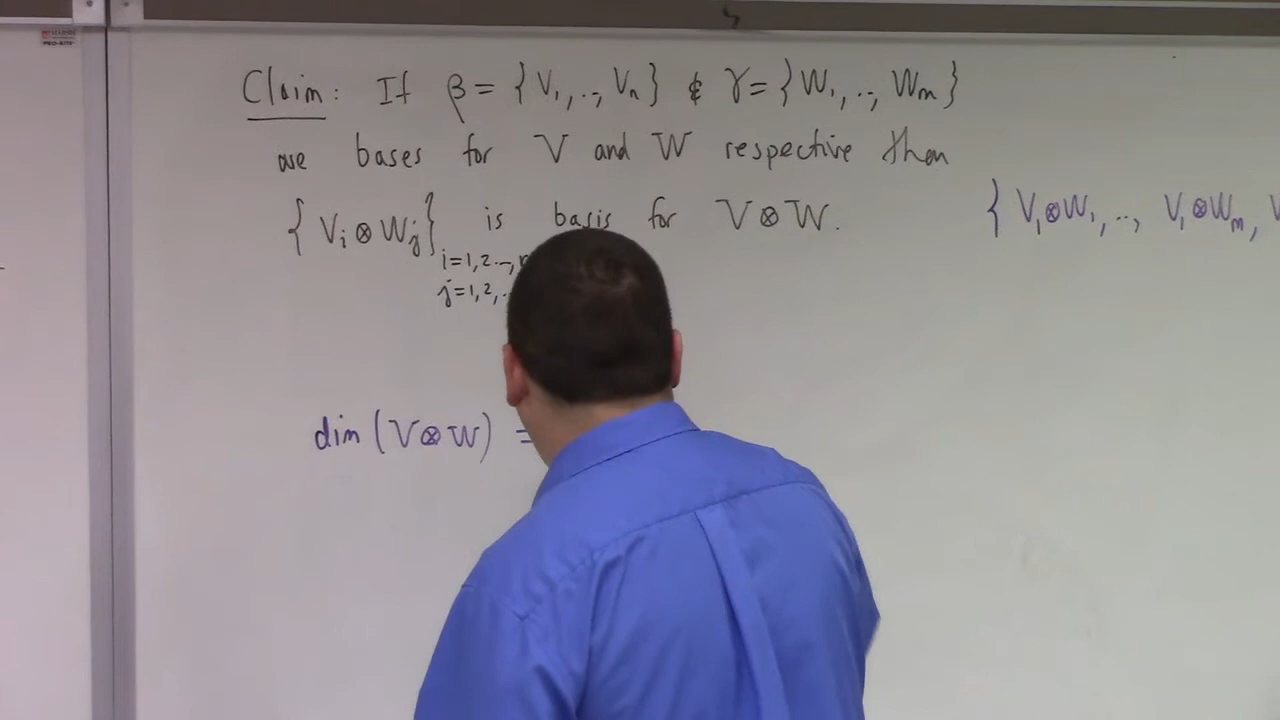 Claim: If β = {V₁,..,Vₙ} & γ = {W₁,..,Wₘ}
are bases for V and W respective then
{Vᵢ ⊗ Wⱼ} is basis for V ⊗ W.
i=1,2..,n
j=1,2,..
{ V₁⊗W₁,.., V₁⊗Wₘ, V
dim (V⊗W) =